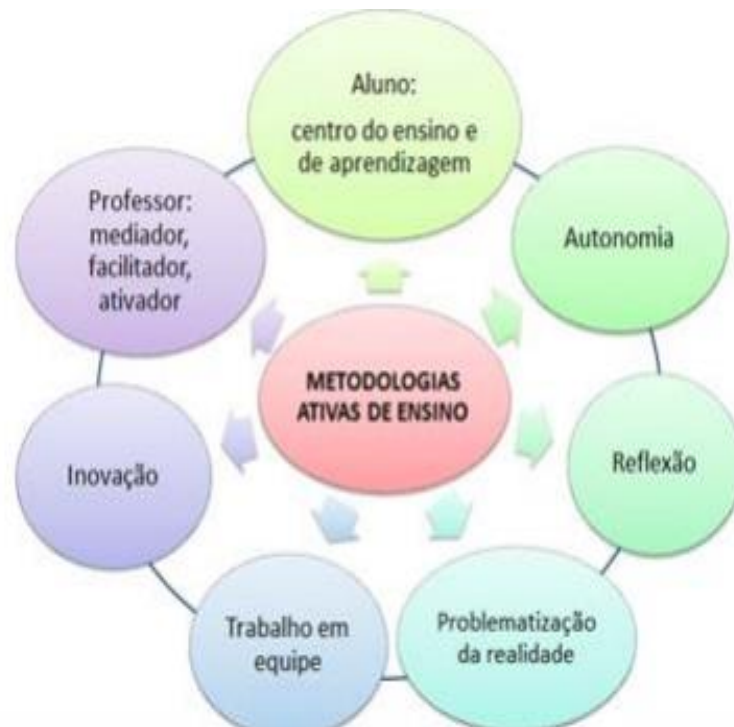 Aluno:
centro do ensino e
de aprendizagem
Autonomia
Reflexão
Problematização
da realidade
Trabalho em
equipe
Inovação
Professor:
mediador,
facilitador,
ativador
METODOLOGIAS
ATIVAS DE ENSINO